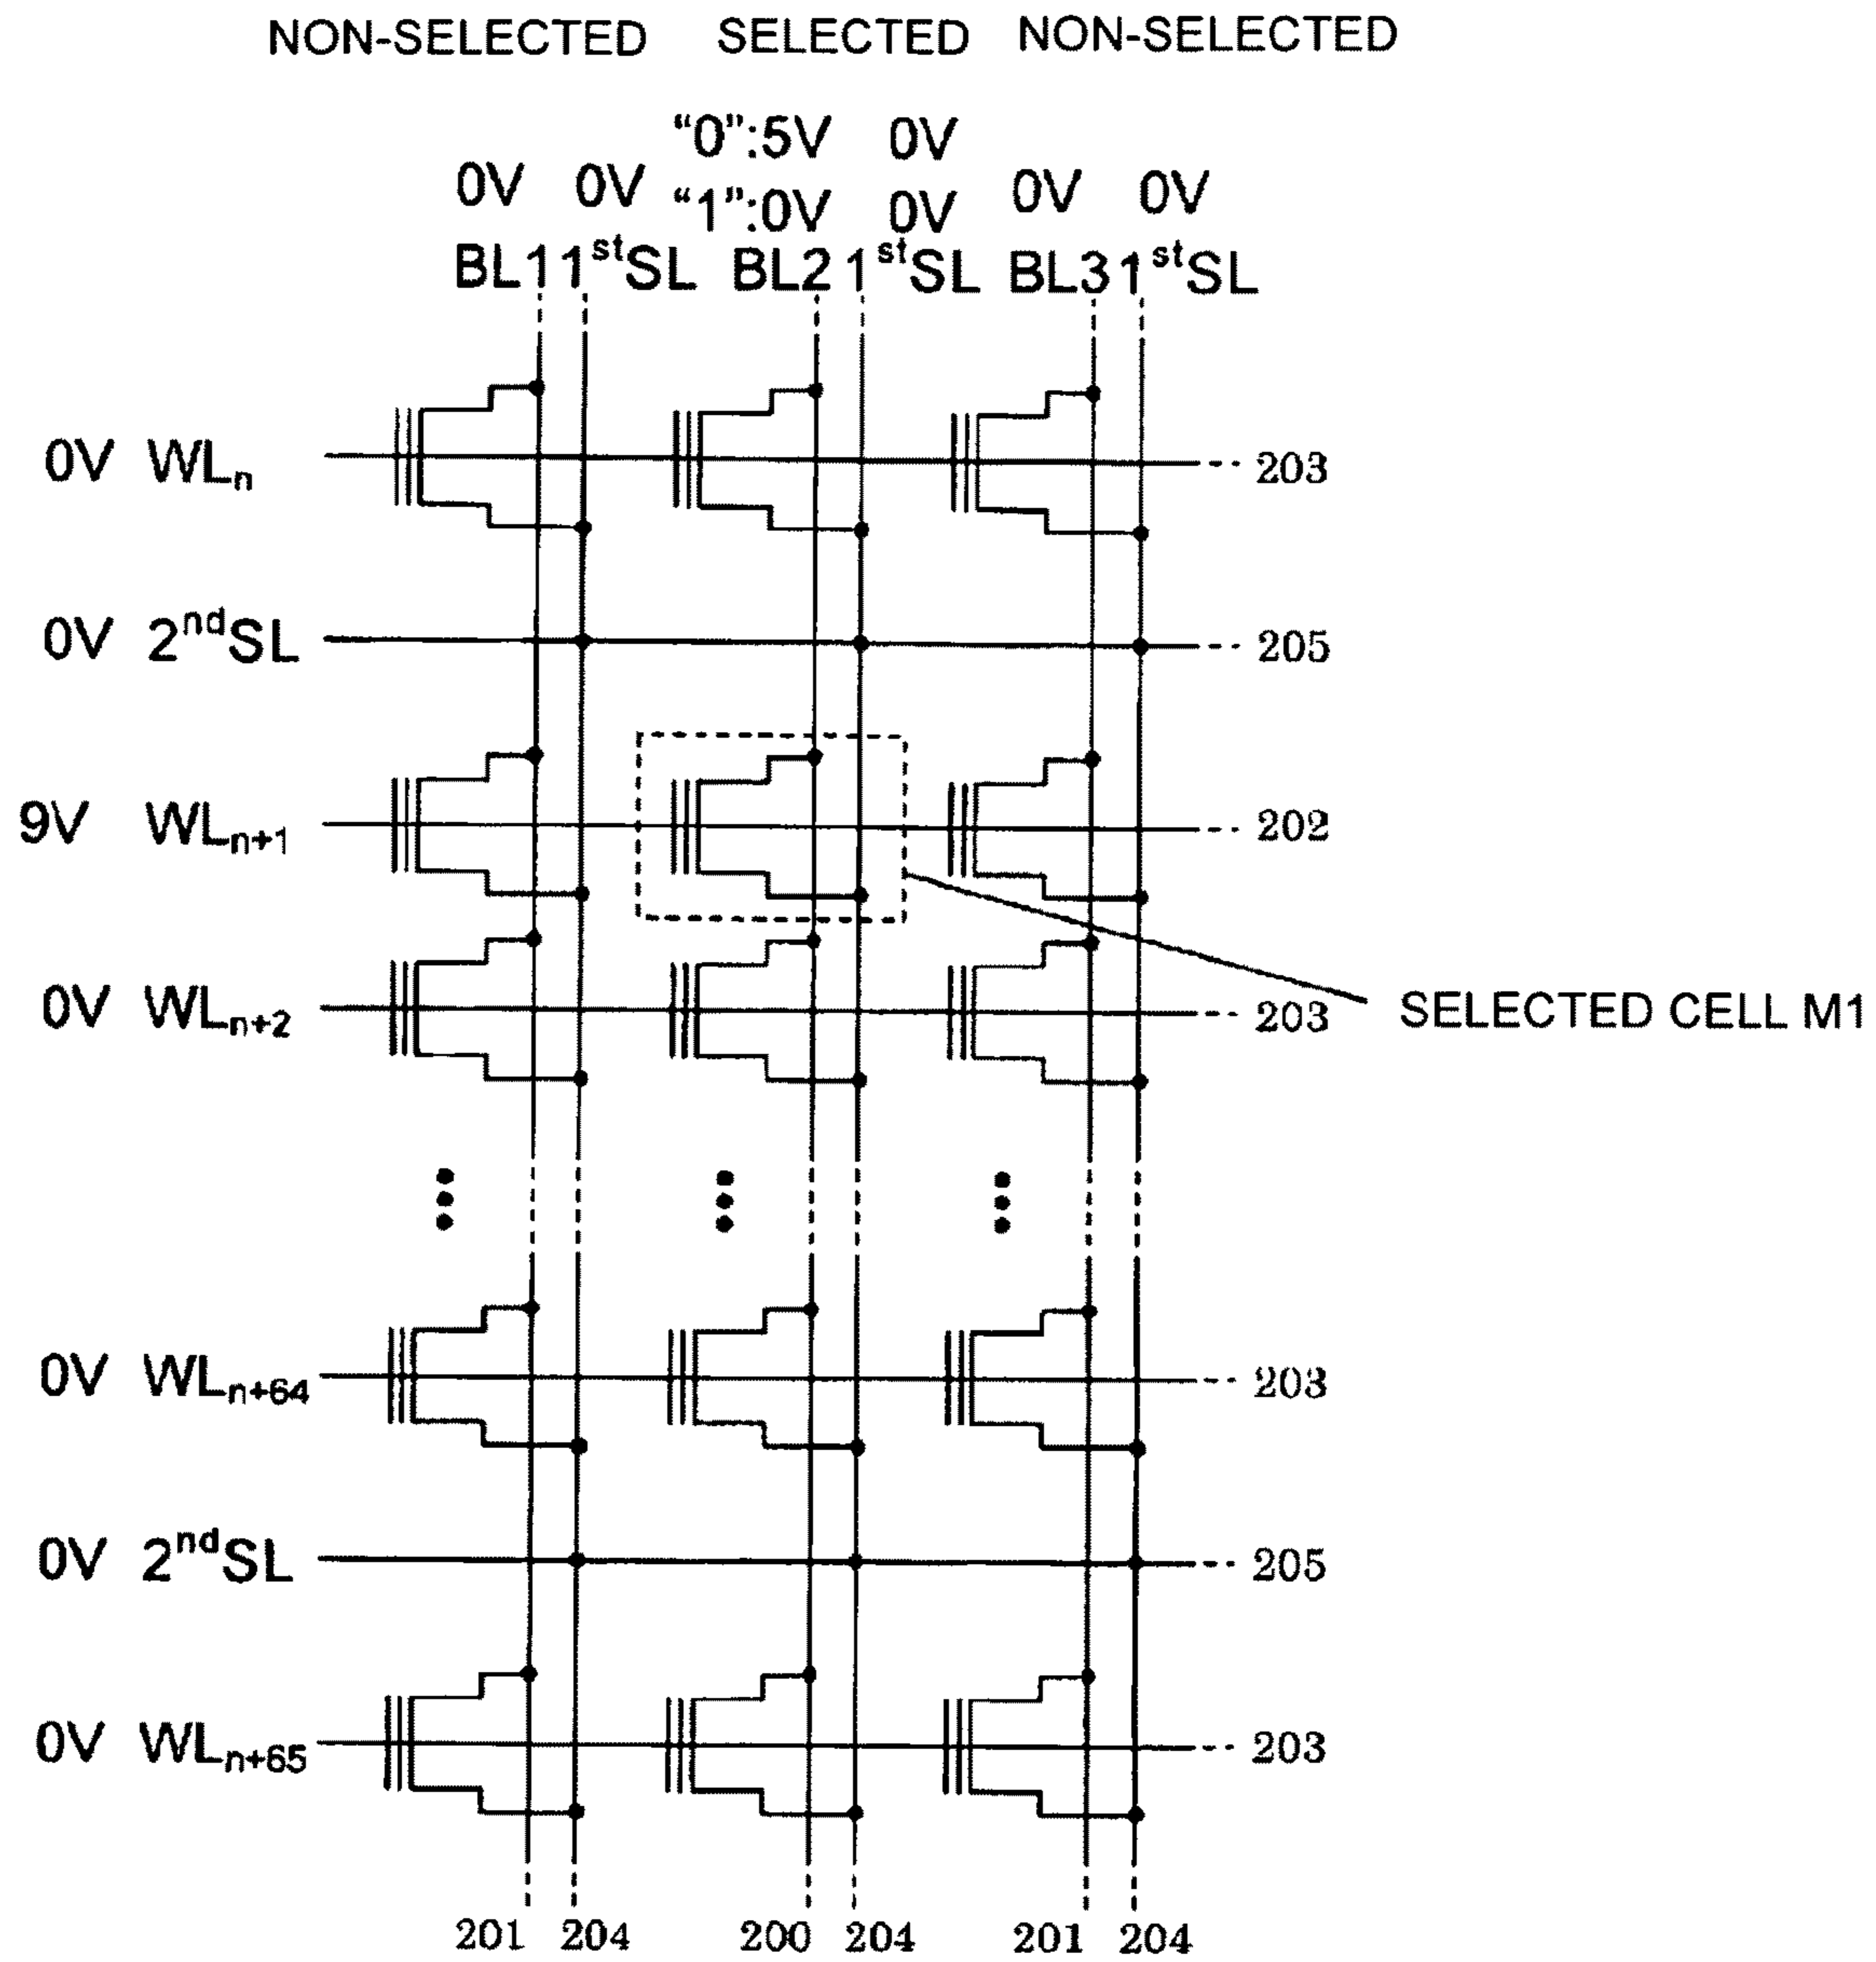 NON-SELECTED SELECTED NON-SELECTED
“0”:5V 0V
0V 0V “1”:0V 0V 0V 0V
BL1 1stSL BL2 1stSL BL3 1stSL
0V WLn 203
0V 2ndSL 205
9V WLn+1 202
0V WLn+2 203
SELECTED CELL M1
0V WLn+64 203
0V 2ndSL 205
0V WLn+65 203
201 204 200 204 201 204